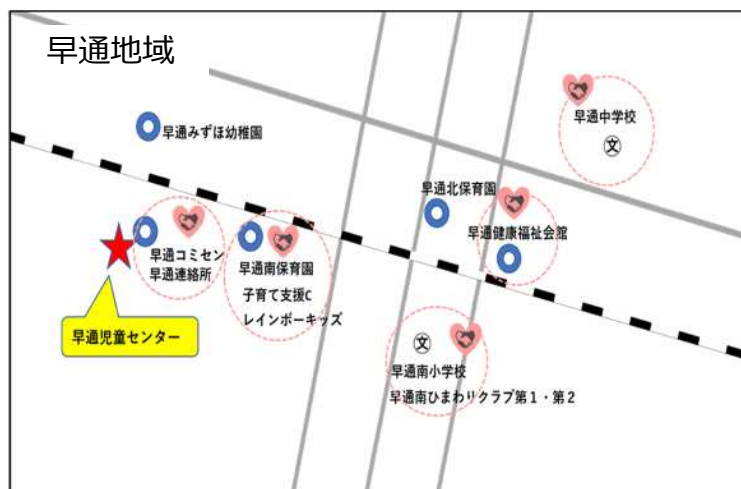 早通地域
早通中学校
文
早通みずほ幼稚園
早通北保育園
早通健康福祉会館
早通コミセン
早通連絡所
早通南保育園
子育て支援C
レインボーキッズ
早通児童センター
文
早通南小学校
早通南ひまわりクラブ第1・第2